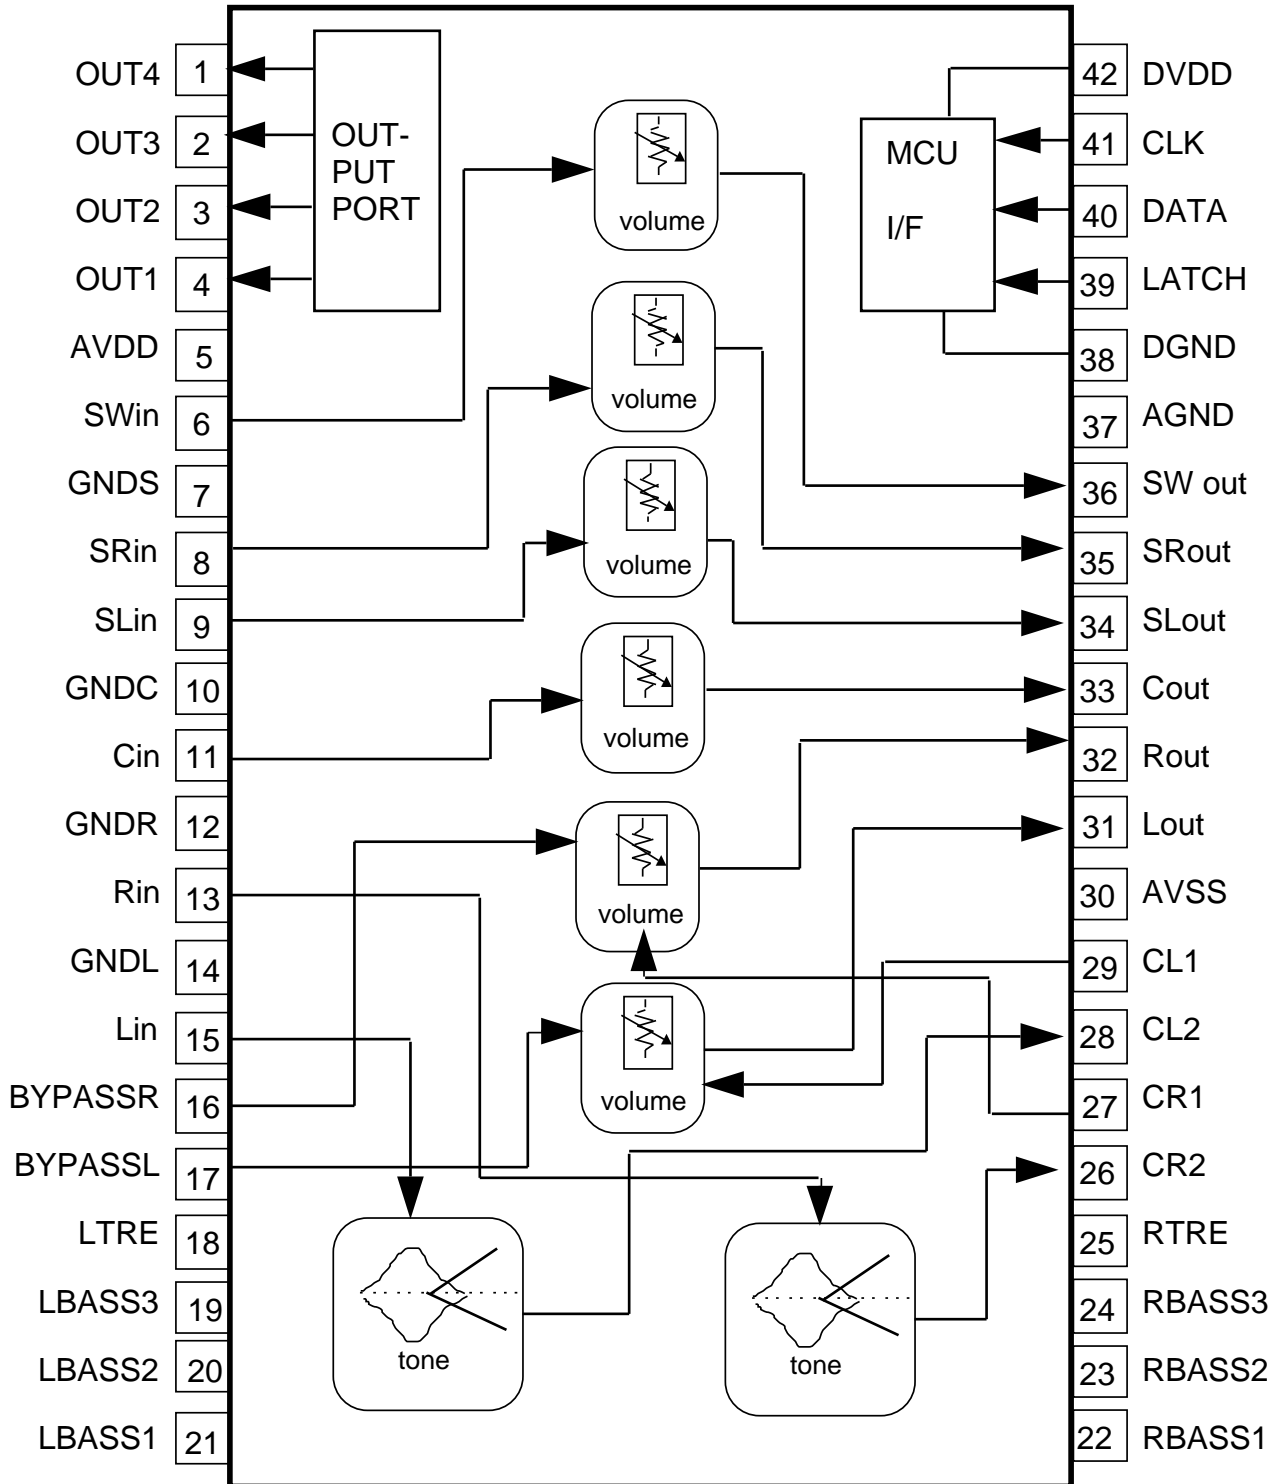 OUT4 1
OUT3 2
OUT2 3
OUT1 4
AVDD 5
SWin 6
GNDS 7
SRin 8
SLin 9
GNDC 10
Cin 11
GNDR 12
Rin 13
GNDL 14
Lin 15
BYPASSR 16
BYPASSL 17
LTRE 18
LBASS3 19
LBASS2 20
LBASS1 21
OUT-
PUT
PORT
volume
volume
volume
volume
volume
volume
tone
tone
MCU
I/F
42 DVDD
41 CLK
40 DATA
39 LATCH
38 DGND
37 AGND
36 SW out
35 SRout
34 SLout
33 Cout
32 Rout
31 Lout
30 AVSS
29 CL1
28 CL2
27 CR1
26 CR2
25 RTRE
24 RBASS3
23 RBASS2
22 RBASS1